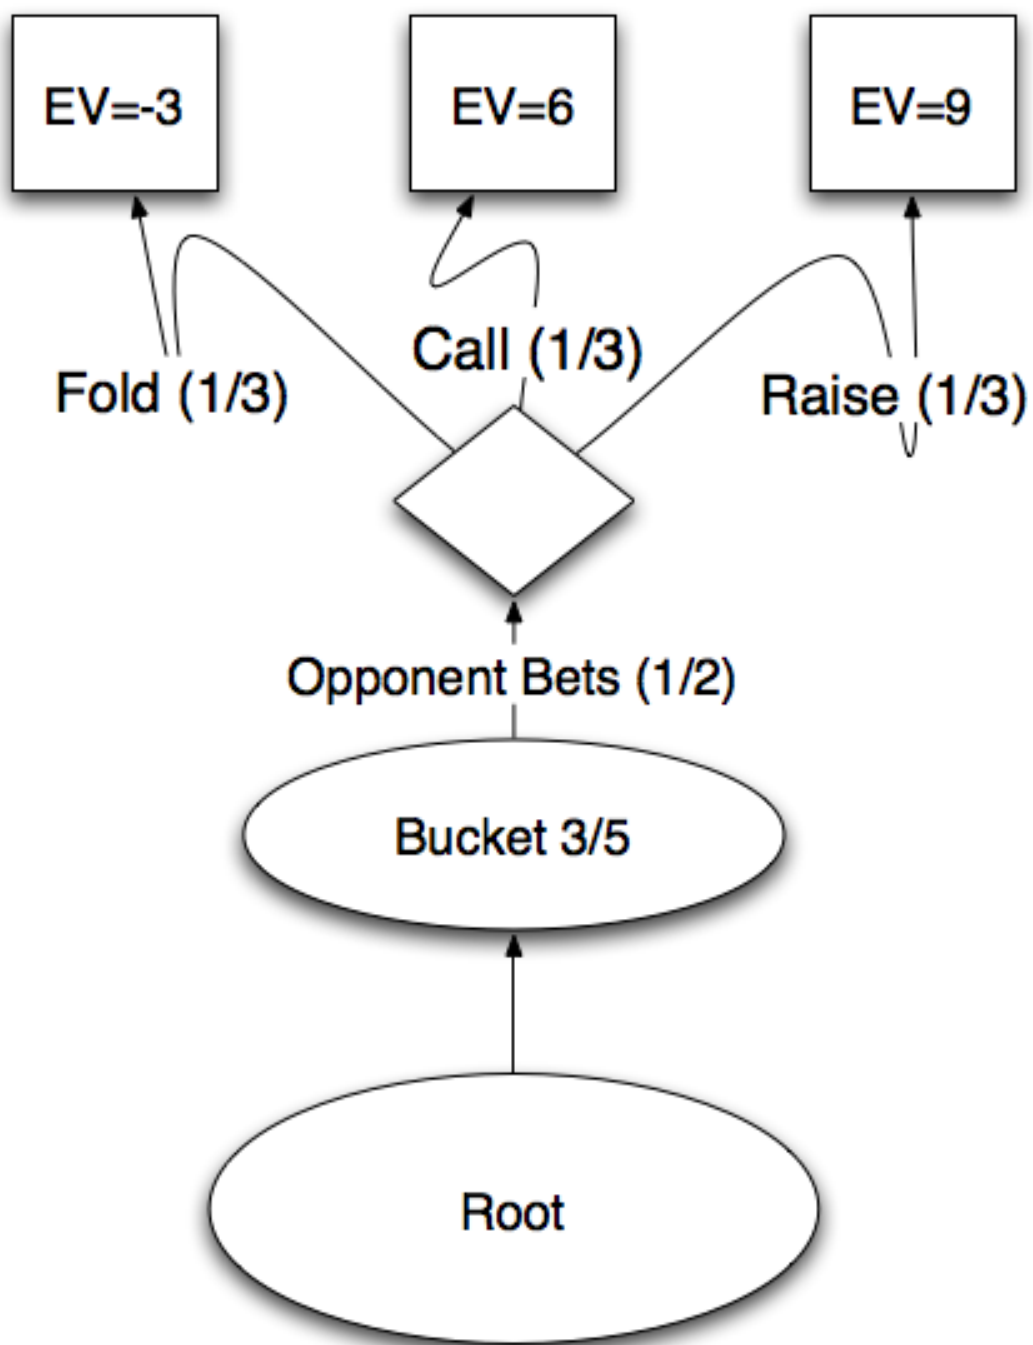 EV=-3
EV=6
EV=9
Call (1/3)
Fold (1/3)
Raise (1/3)
Opponent Bets (1/2)
Bucket 3/5
Root